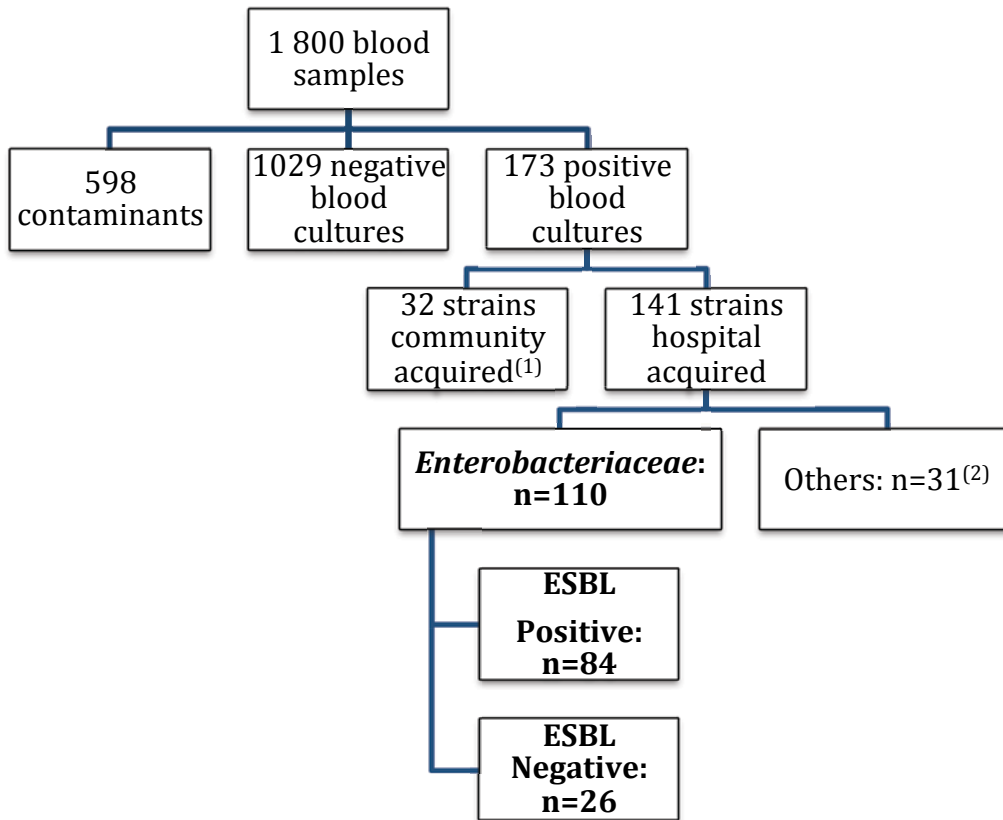 1 800 blood
samples
598
contaminants
1029 negative
blood
cultures
173 positive
blood
cultures
32 strains
community
acquired(1)
141 strains
hospital
acquired
Enterobacteriaceae:
n=110
Others: n=31(2)
ESBL
Positive:
n=84
ESBL
Negative:
n=26